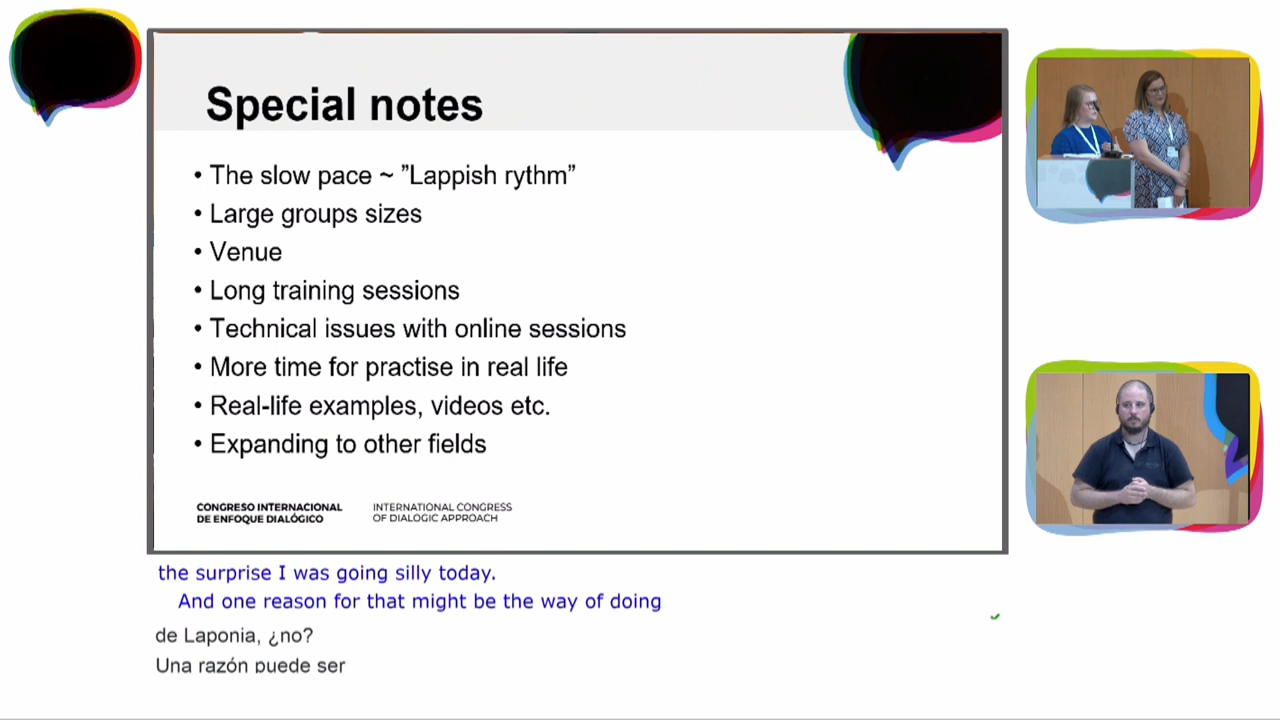 Special notes
• The slow pace ~ ”Lappish rythm”
• Large groups sizes
• Venue
• Long training sessions
• Technical issues with online sessions
• More time for practise in real life
• Real-life examples, videos etc.
• Expanding to other fields
CONGRESO INTERNACIONAL
DE ENFOQUE DIALÓGICO
INTERNATIONAL CONGRESS
OF DIALOGIC APPROACH
the surprise I was going silly today.
And one reason for that might be the way of doing
de Laponia, ¿no?
Una razón puede ser